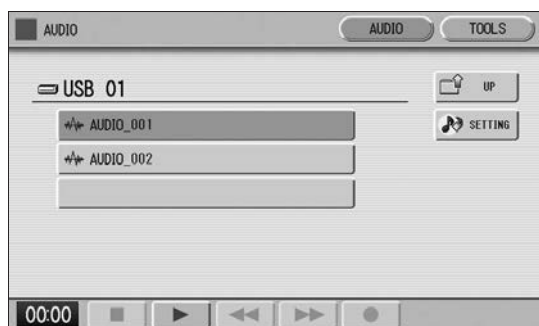 AUDIO AUDIO TOOLS
USB 01 UP
AUDIO_001 SETTING
AUDIO_002
00:00